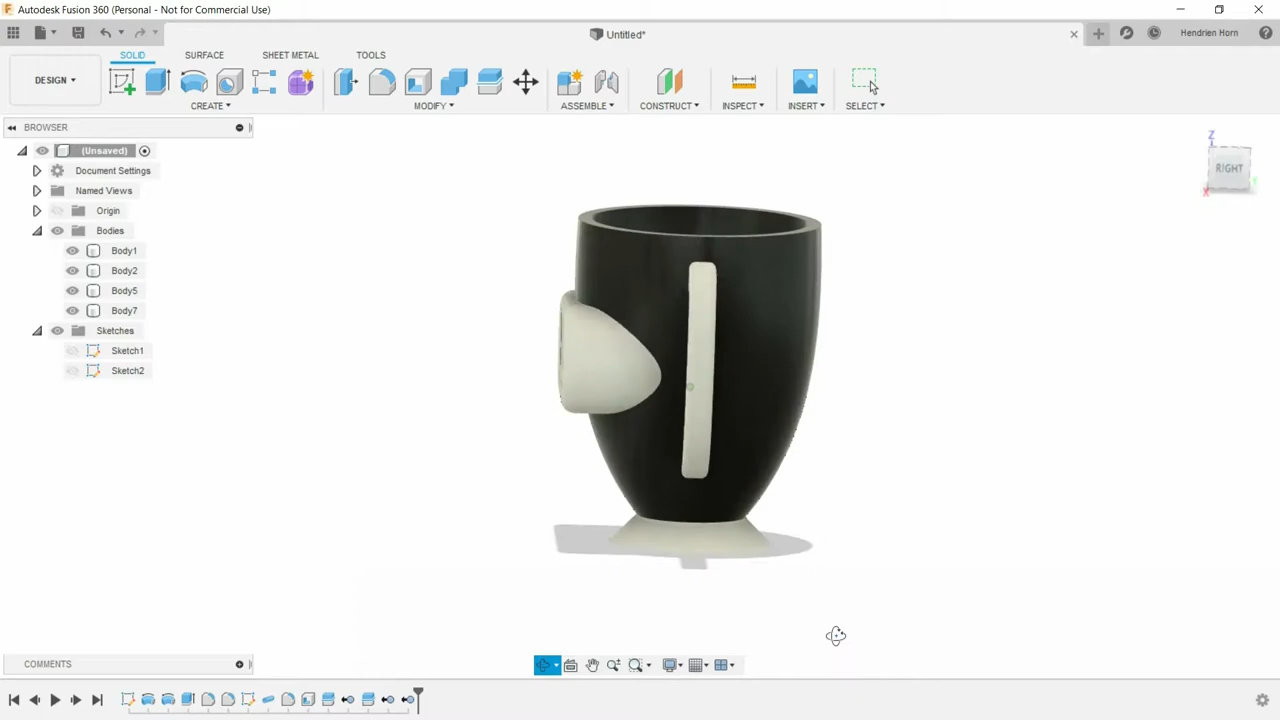 Autodesk Fusion 360 (Personal - Not for Commercial Use)
Untitled*
Hendrien Horn
SOLID SURFACE SHEET METAL TOOLS
DESIGN
CREATE MODIFY ASSEMBLE CONSTRUCT INSPECT INSERT SELECT
BROWSER
(Unsaved)
Document Settings
Named Views
Origin
Bodies
Body1
Body2
Body5
Body7
Sketches
Sketch1
Sketch2
Z
RIGHT
X
Y
COMMENTS